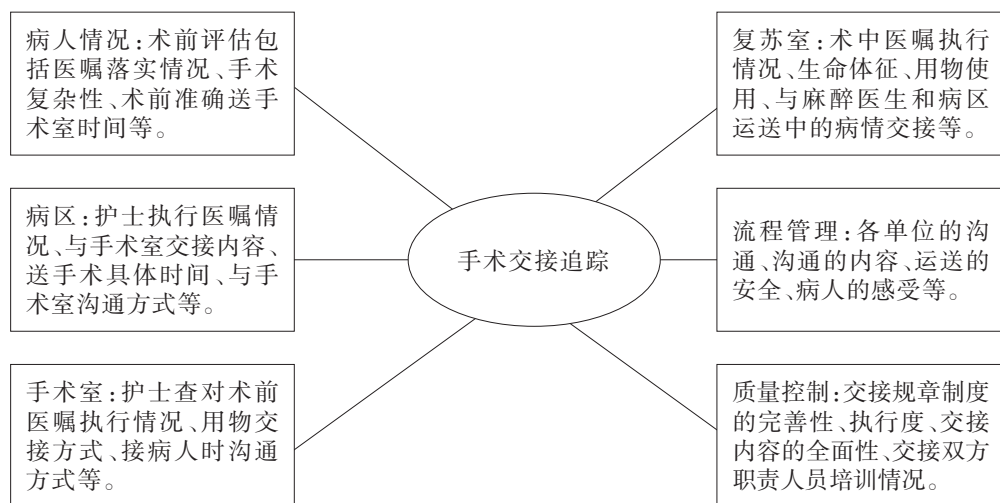 病人情况:术前评估包
括医嘱落实情况、手术
复杂性、术前准确送手
术室时间等。
病区:护士执行医嘱情
况、与手术室交接内容、
送手术具体时间、与手
术室沟通方式等。
手术室:护士查对术前
医嘱执行情况、用物交
接方式、接病人时沟通
方式等。
手术交接追踪
复苏室:术中医嘱执行
情况、生命体征、用物使
用、与麻醉医生和病区
运送中的病情交接等。
流程管理:各单位的沟
通、沟通的内容、运送的
安全、病人的感受等。
质量控制:交接规章制度
的完善性、执行度、交接
内容的全面性、交接双方
职责人员培训情况。